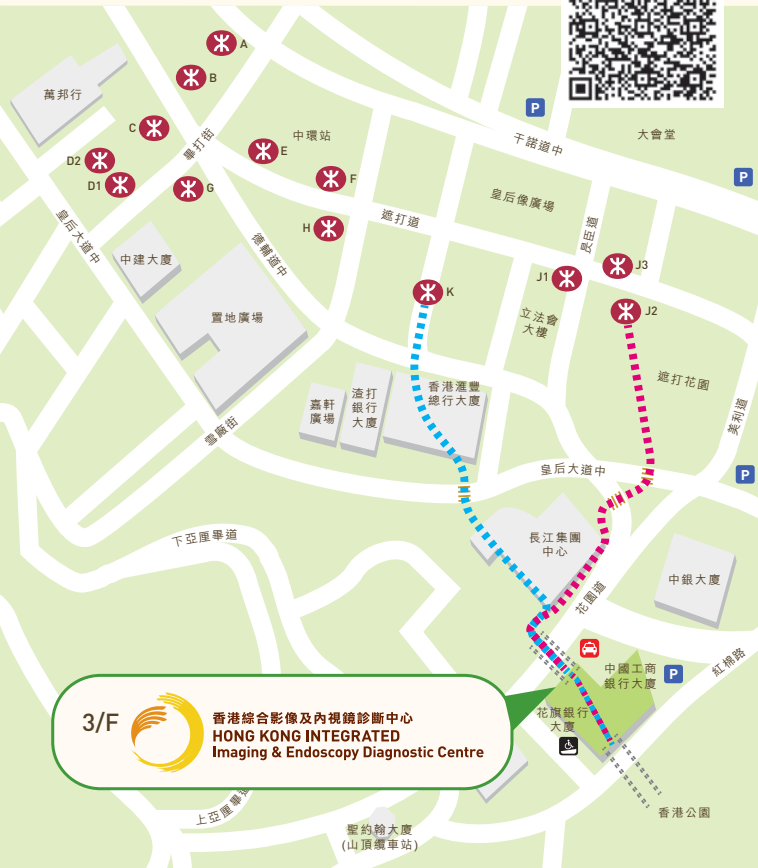 A
B
P
萬邦行
C
畢打街
中環站
干諾道中
大會堂
E
D2
D1
F
G
P
皇后像廣場
皇后大道中
H
遮打道
昃臣道
德輔道中
中建大廈
J3
J1
K
J2
置地廣場
立法會
大樓
遮打花園
香港滙豐
總行大廈
渣打
銀行
大廈
嘉軒
廣場
美利道
雪廠街
皇后大道中
P
下亞厘畢道
長江集團
中心
中銀大廈
花園道
紅棉路
中國工商
銀行大廈
P
花旗銀行
大廈
3/F
香港綜合影像及內視鏡診斷中心
HONG KONG INTEGRATED
Imaging & Endoscopy Diagnostic Centre
上亞厘畢道
香港公園
聖約翰大廈
(山頂纜車站)